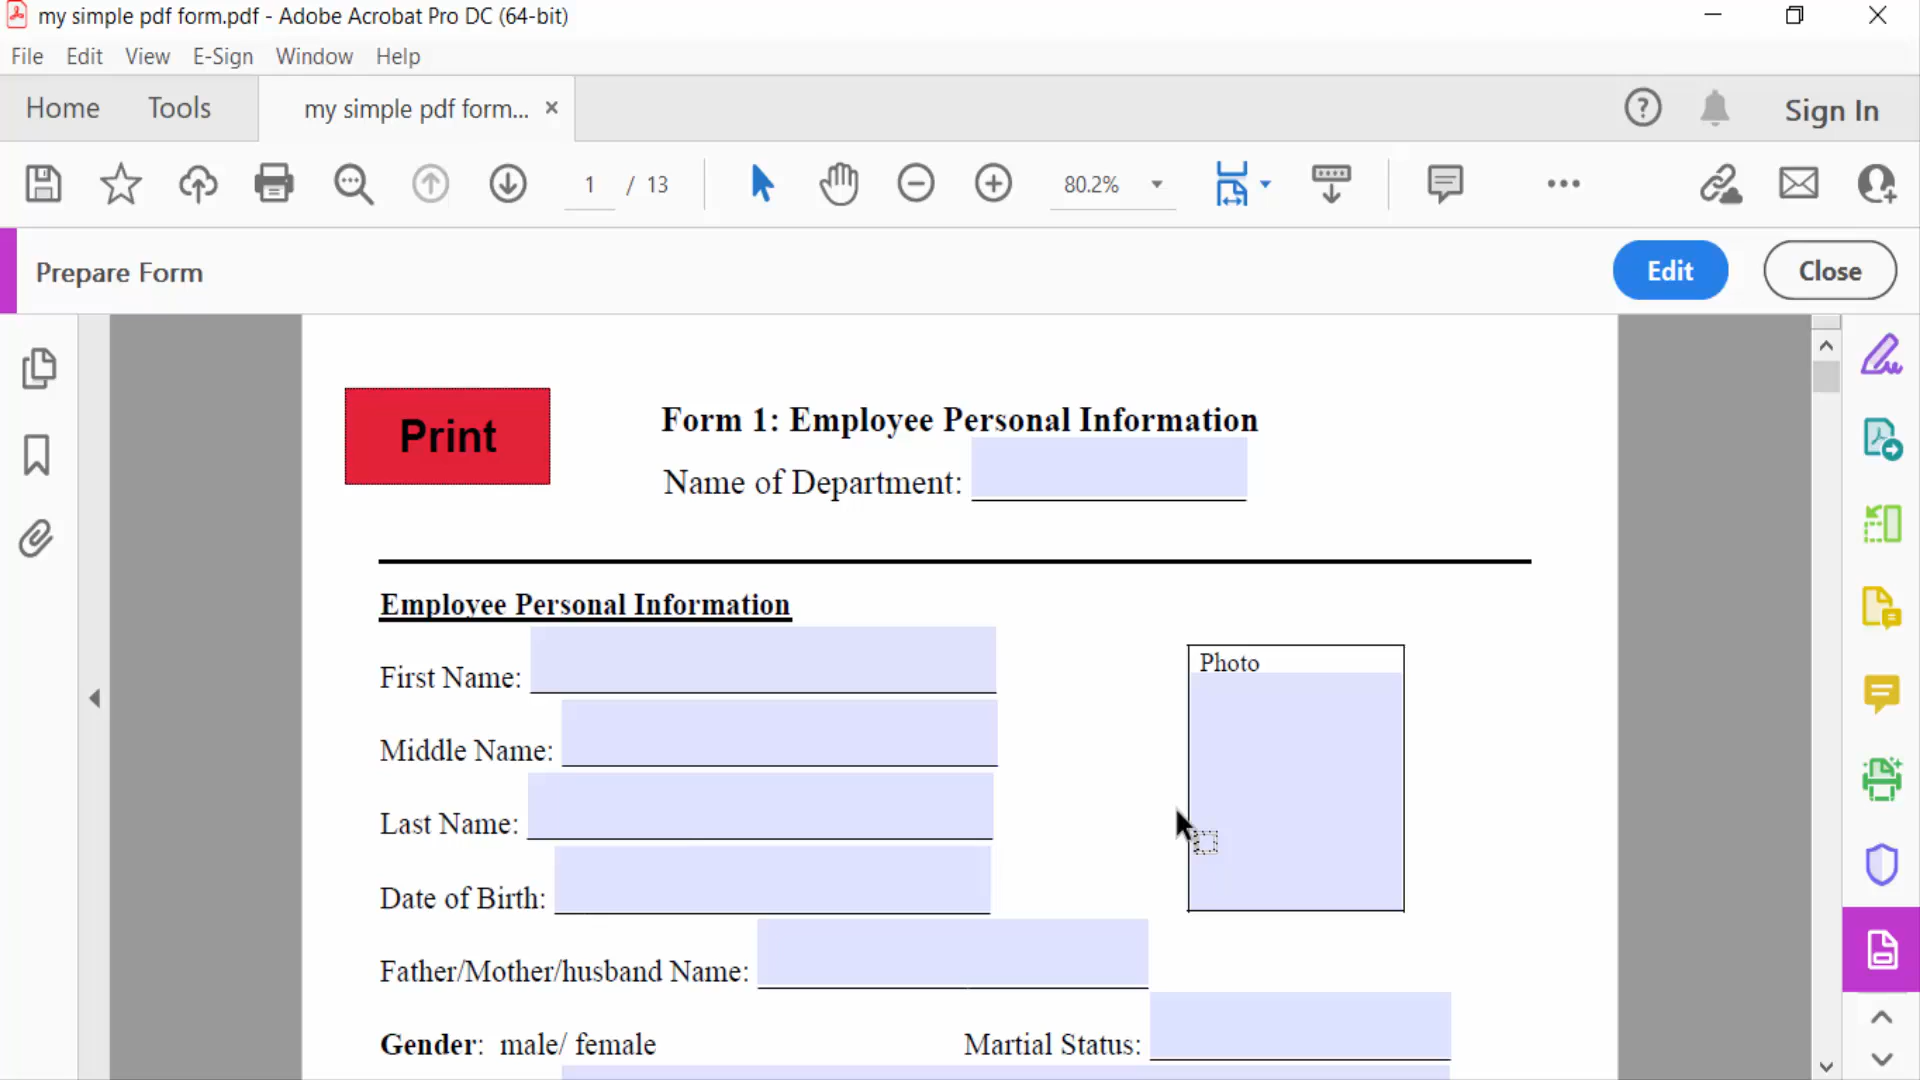 my simple pdf form.pdf - Adobe Acrobat Pro DC (64-bit)
File Edit View E-Sign Window Help
Home Tools my simple pdf form... × Sign In
1 / 13 80.2%
Prepare Form Edit Close
Print
Form 1: Employee Personal Information
Name of Department:
Employee Personal Information
First Name:
Photo
Middle Name:
Last Name:
Date of Birth:
Father/Mother/husband Name:
Gender: male/ female Martial Status: